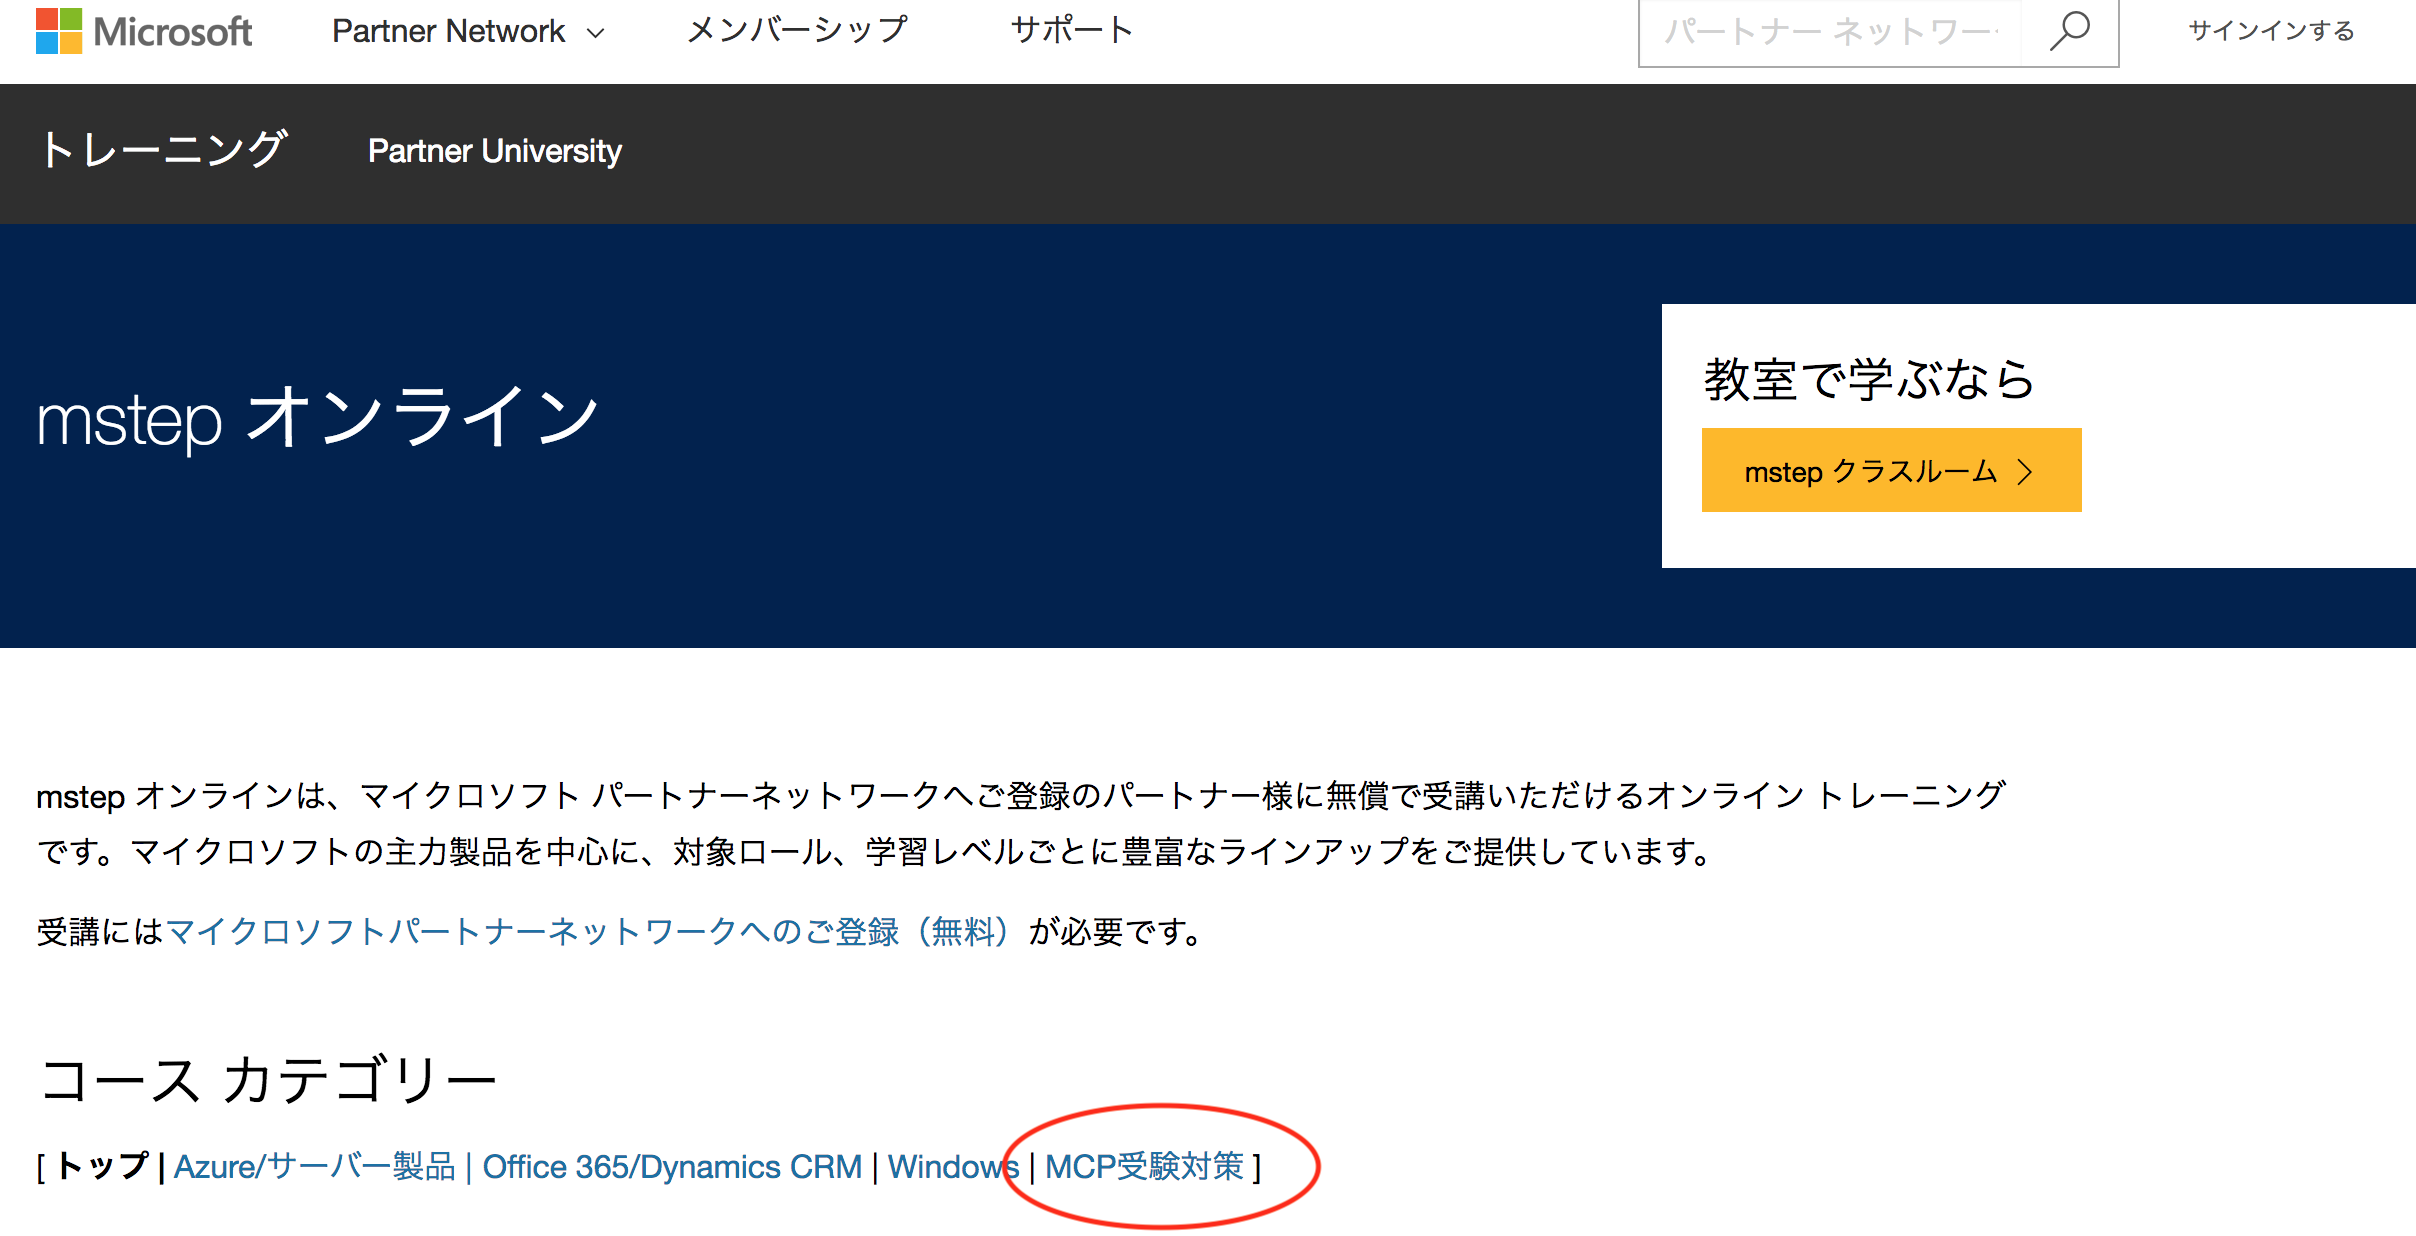 Microsoft Partner Network メンバーシップ サポート パートナー ネットワー サインインする
トレーニング Partner University
mstep オンライン
教室で学ぶなら
mstep クラスルーム
mstep オンラインは、マイクロソフト パートナーネットワークへご登録のパートナー様に無償で受講いただけるオンライン トレーニング
です。マイクロソフトの主力製品を中心に、対象ロール、学習レベルごとに豊富なラインアップをご提供しています。
受講にはマイクロソフトパートナーネットワークへのご登録（無料）が必要です。
コース カテゴリー
[ トップ | Azure/サーバー製品 | Office 365/Dynamics CRM | Windows | MCP受験対策 ]